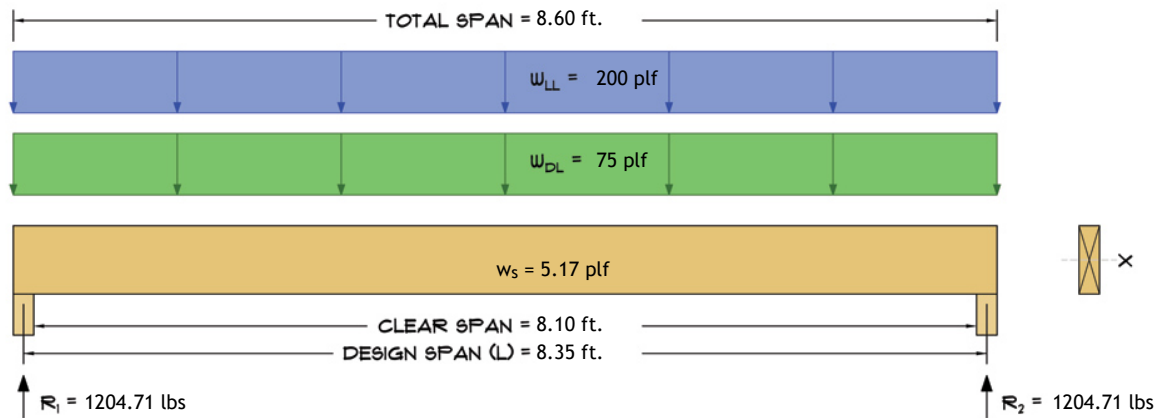 TOTAL SPAN = 8.60 ft.
WLL = 200 plf
WDL = 75 plf
ws = 5.17 plf
X
CLEAR SPAN = 8.10 ft.
DESIGN SPAN (L) = 8.35 ft.
R1 = 1204.71 lbs
R2 = 1204.71 lbs